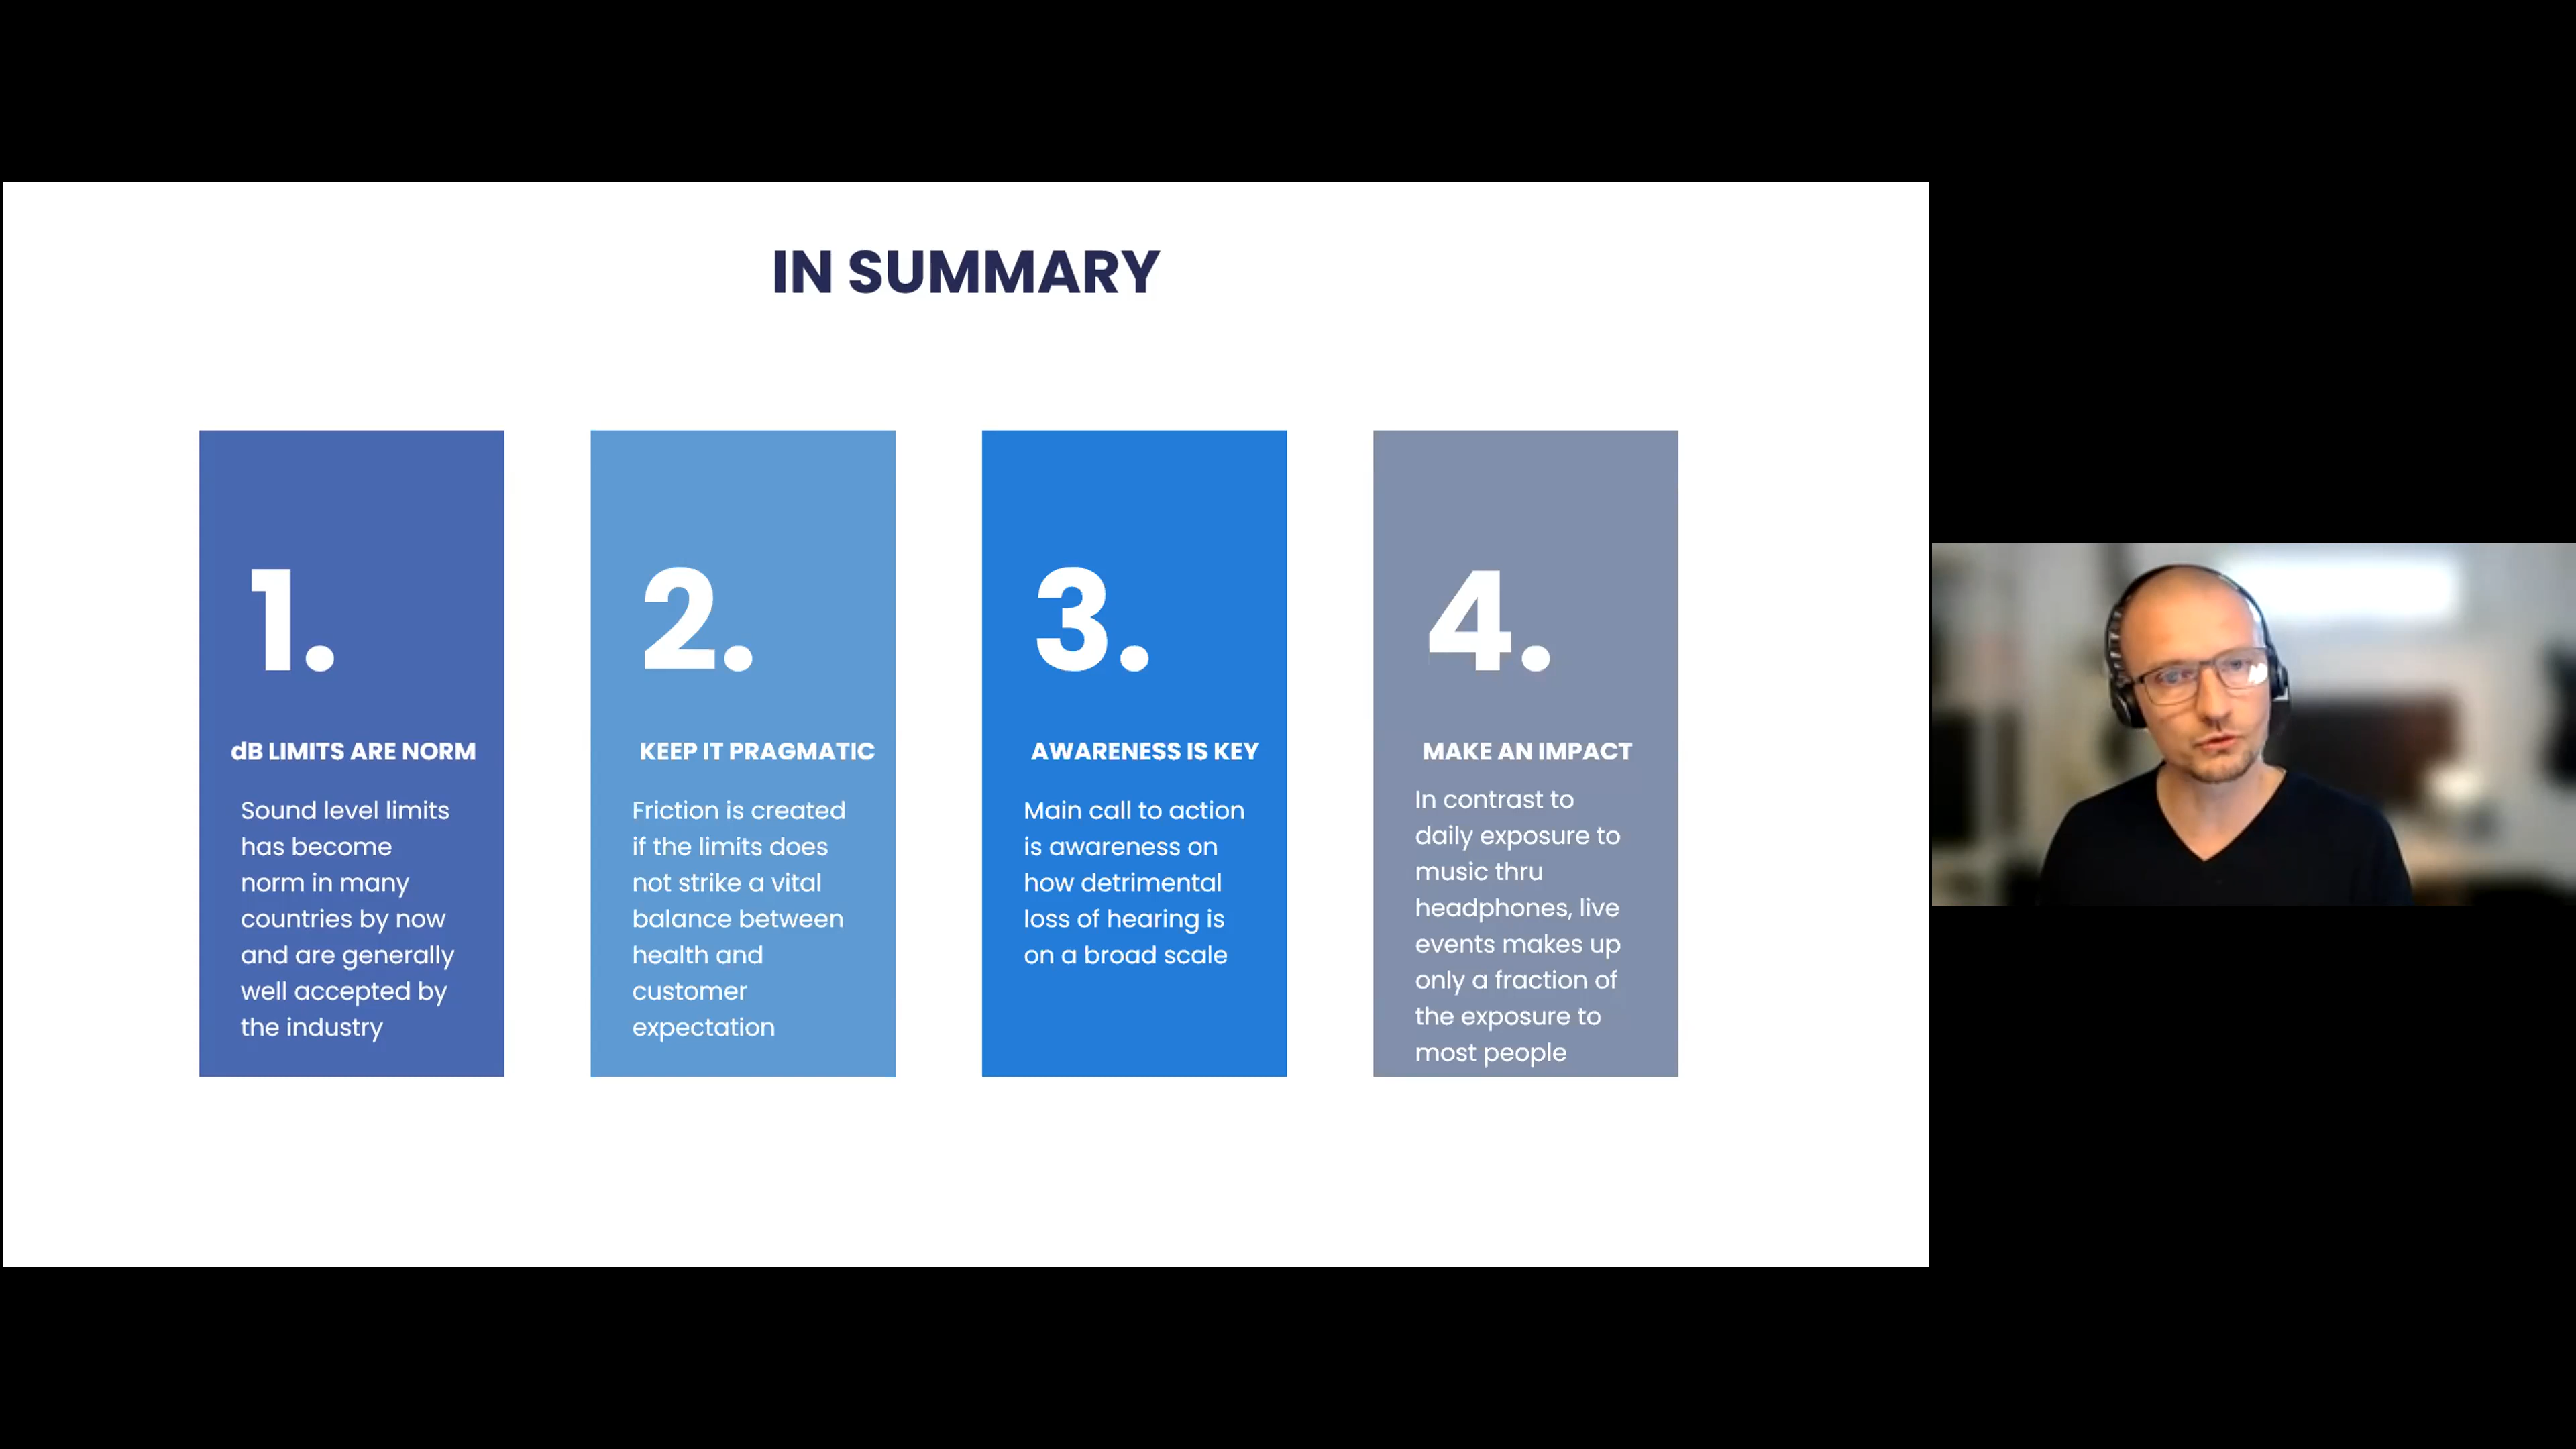 IN SUMMARY
1.
dB LIMITS ARE NORM
Sound level limits
has become
norm in many
countries by now
and are generally
well accepted by
the industry
2.
KEEP IT PRAGMATIC
Friction is created
if the limits does
not strike a vital
balance between
health and
customer
expectation
3.
AWARENESS IS KEY
Main call to action
is awareness on
how detrimental
loss of hearing is
on a broad scale
4.
MAKE AN IMPACT
In contrast to
daily exposure to
music thru
headphones, live
events makes up
only a fraction of
the exposure to
most people